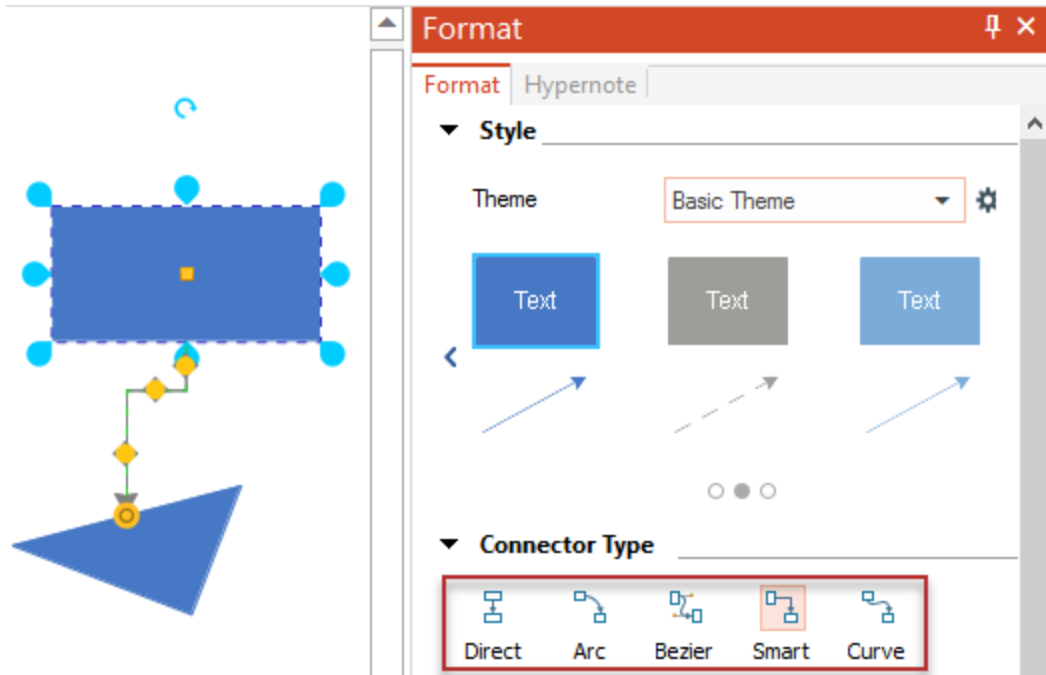 Format
Format Hypernote
Style
Theme Basic Theme
Text Text Text
Connector Type
Direct Arc Bezier Smart Curve